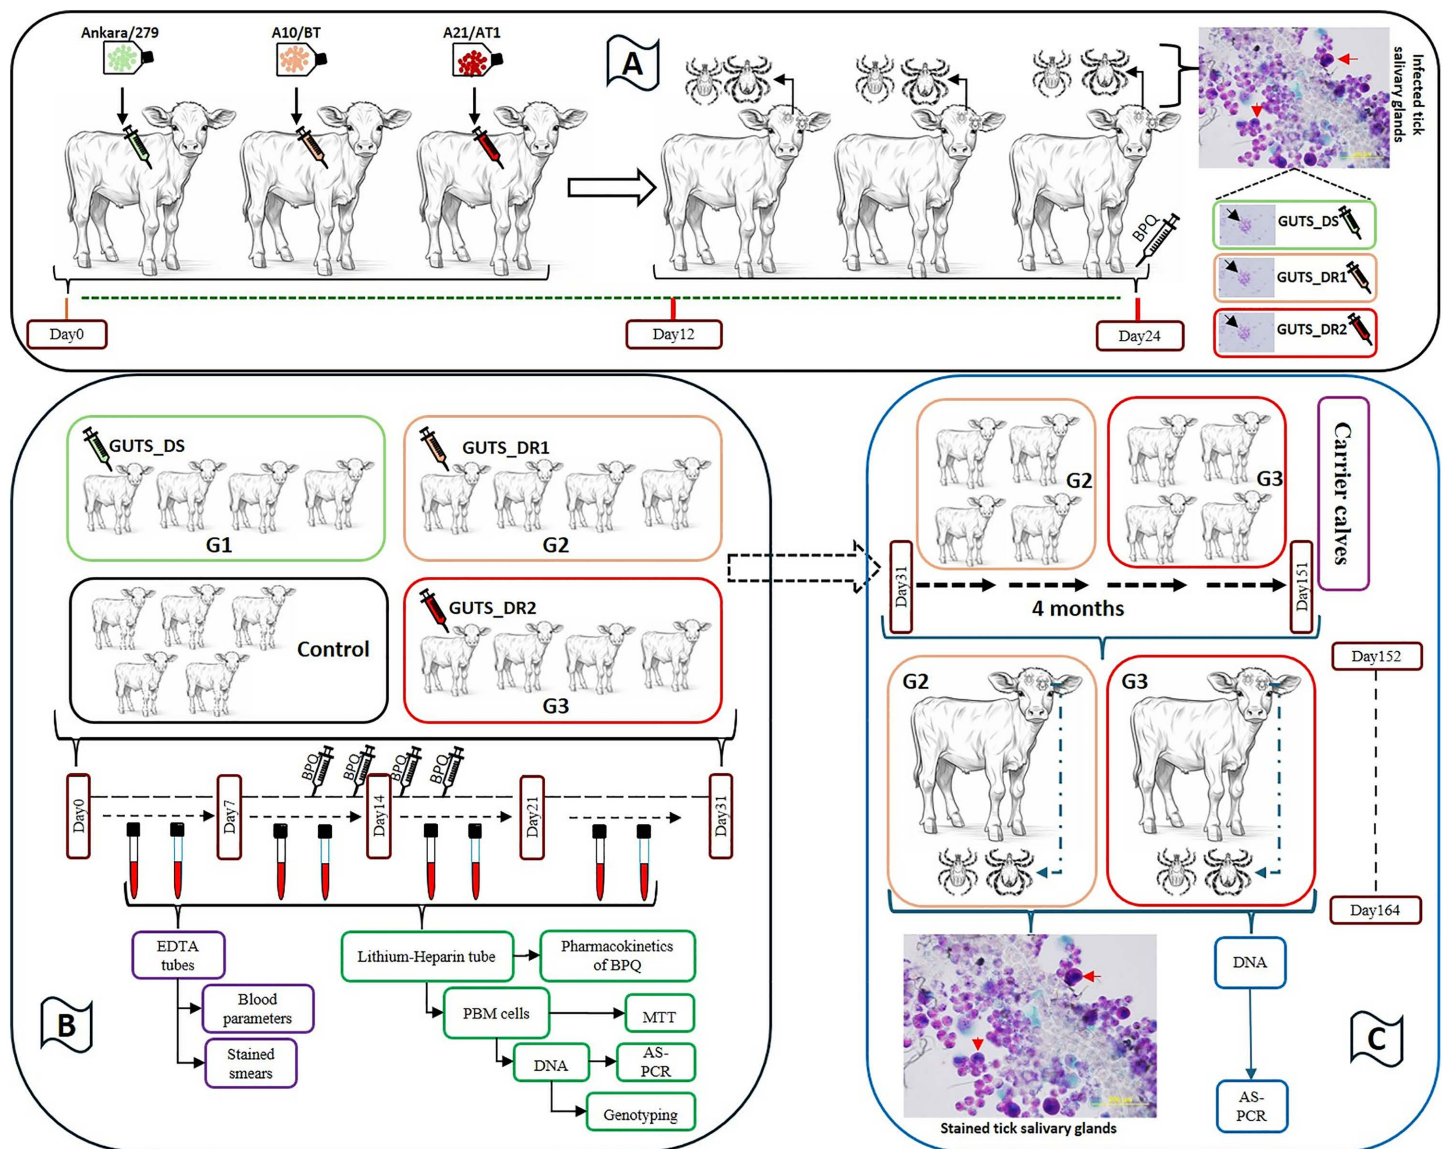 Ankara/279
A10/BT
A21/AT1
A
Infected tick
salivary glands
BPQ
GUTS_DS
GUTS_DR1
GUTS_DR2
Day0
Day12
Day24
GUTS_DS
G1
GUTS_DR1
G2
Control
GUTS_DR2
G3
BPQ
BPQ
BPQ
BPQ
Day0
Day7
Day14
Day21
Day31
EDTA
tubes
Blood
parameters
Stained
smears
Lithium-Heparin tube
Pharmacokinetics
of BPQ
PBM cells
MTT
DNA
AS-
PCR
Genotyping
B
G2
G3
Carrier calves
Day31
4 months
Day151
G2
G3
Day152
Day164
Stained tick salivary glands
DNA
AS-
PCR
C